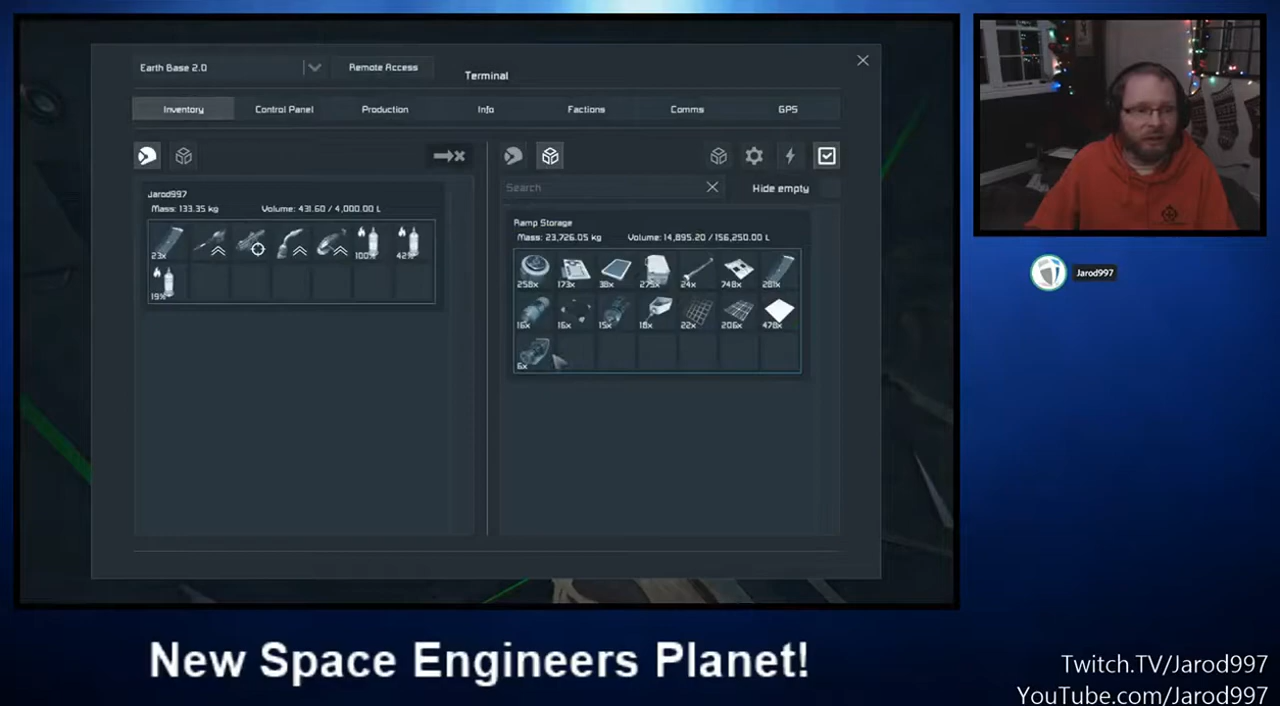 Earth Base 2.0
Remote Access
Terminal
Inventory
Control Panel
Production
Info
Factions
Comms
GPS
Search
Hide empty
Jarod997
Mass: 133.35 kg
Volume: 431.60 / 4,000.00 L
23x
100%
42%
19%
Ramp Storage
Mass: 23,726.05 kg
Volume: 14,895.20 / 156,250.00 L
258x
173x
38x
275x
24x
748x
281x
16x
16x
15x
18x
22x
206x
478x
6x
Jarod997
New Space Engineers Planet!
Twitch.TV/Jarod997
YouTube.com/Jarod997